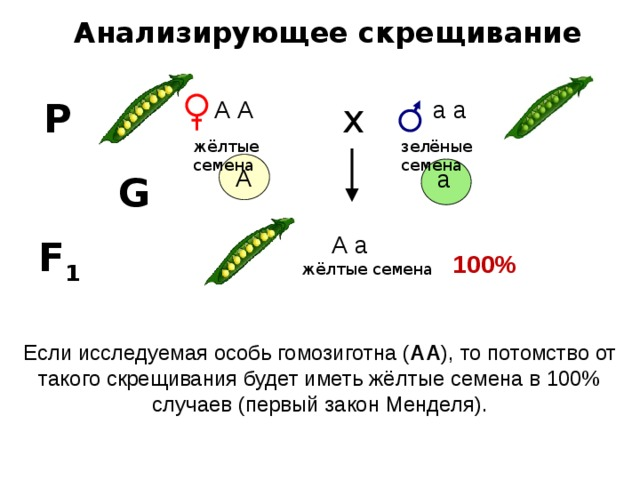 Анализирующее скрещивание
P ♀ А А х ♂ а а
жёлтые семена зелёные семена
G А а
F1 А а
жёлтые семена 100%
Если исследуемая особь гомозиготна (АА), то потомство от
такого скрещивания будет иметь жёлтые семена в 100%
случаев (первый закон Менделя).